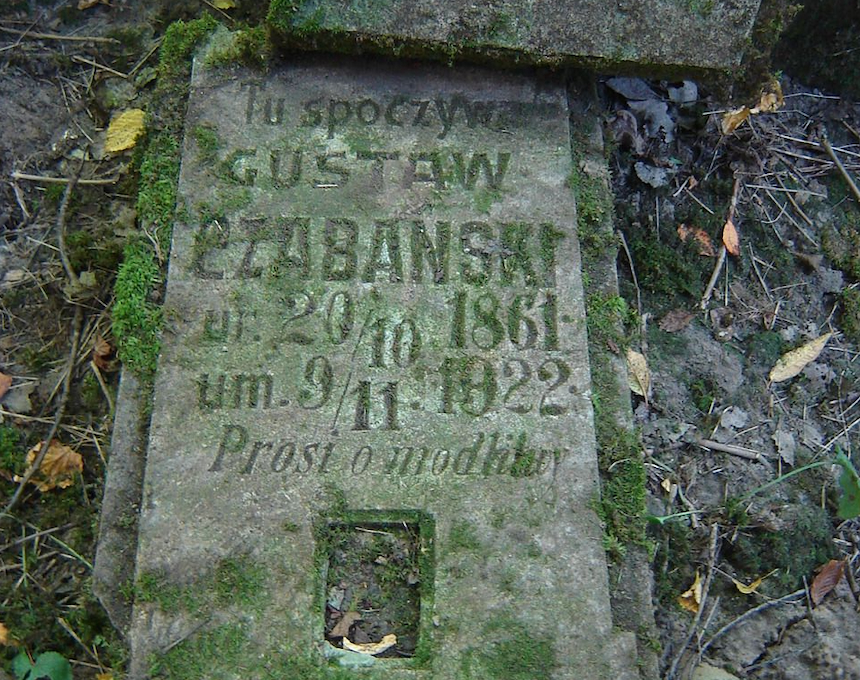 Tu spoczywa
GUSTAW
CZABAŃSKI
ur. 20/10 1861.
um. 9/11. 1922.
Prosi o modlitwy